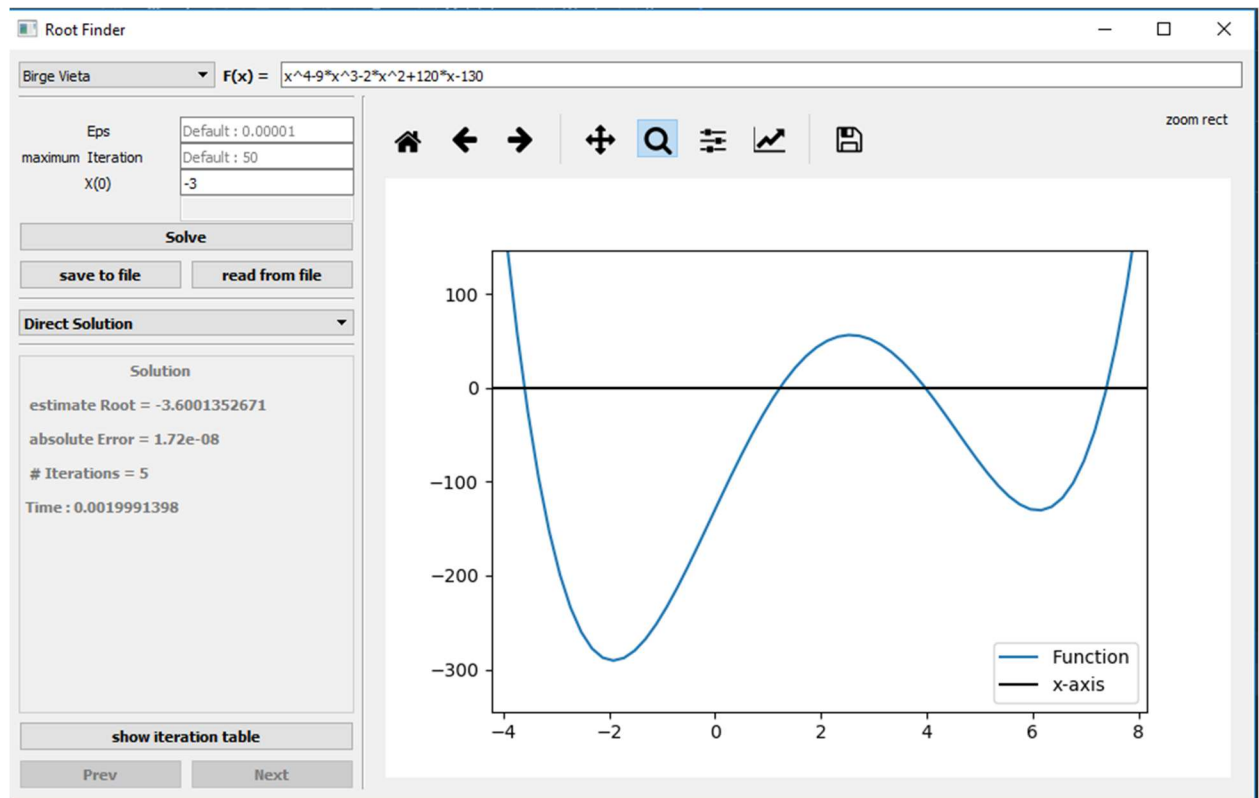 Root Finder
Birge Vieta F(x) = x^4-9*x^3-2*x^2+120*x-130
Eps Default : 0.00001
maximum Iteration Default : 50
X(0) -3
Solve
save to file read from file
Direct Solution
Solution
estimate Root = -3.6001352671
absolute Error = 1.72e-08
# Iterations = 5
Time : 0.0019991398
show iteration table
Prev Next
zoom rect
100
0
−100
−200
−300
−4 −2 0 2 4 6 8
Function
x-axis